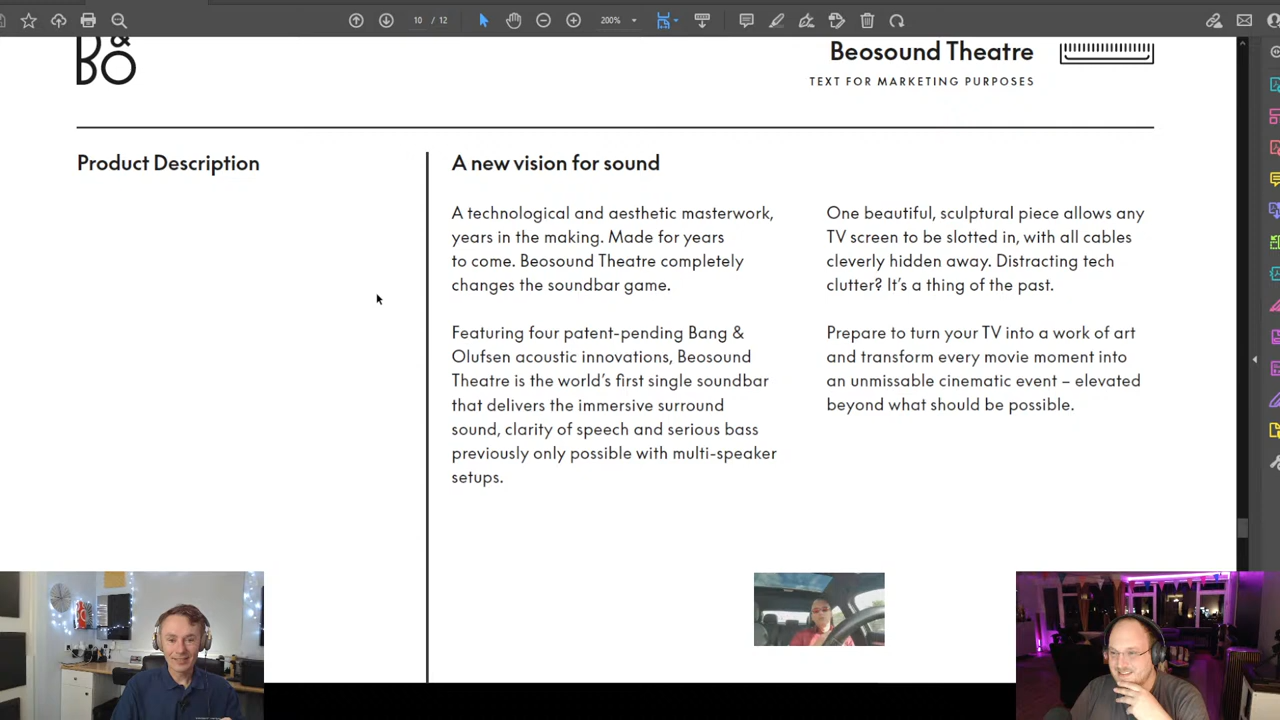 10 / 12
200%
B&O
Beosound Theatre
TEXT FOR MARKETING PURPOSES
Product Description
A new vision for sound
A technological and aesthetic masterwork,
years in the making. Made for years
to come. Beosound Theatre completely
changes the soundbar game.
Featuring four patent-pending Bang &
Olufsen acoustic innovations, Beosound
Theatre is the world's first single soundbar
that delivers the immersive surround
sound, clarity of speech and serious bass
previously only possible with multi-speaker
setups.
One beautiful, sculptural piece allows any
TV screen to be slotted in, with all cables
cleverly hidden away. Distracting tech
clutter? It's a thing of the past.
Prepare to turn your TV into a work of art
and transform every movie moment into
an unmissable cinematic event – elevated
beyond what should be possible.